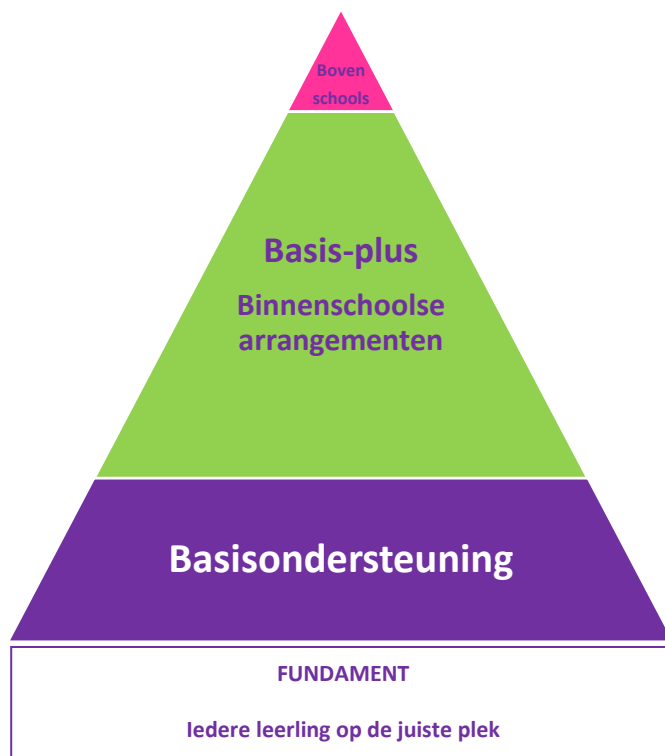 Boven
schools
Basis-plus
Binnenschoolse
arrangementen
Basisondersteuning
FUNDAMENT
Iedere leerling op de juiste plek